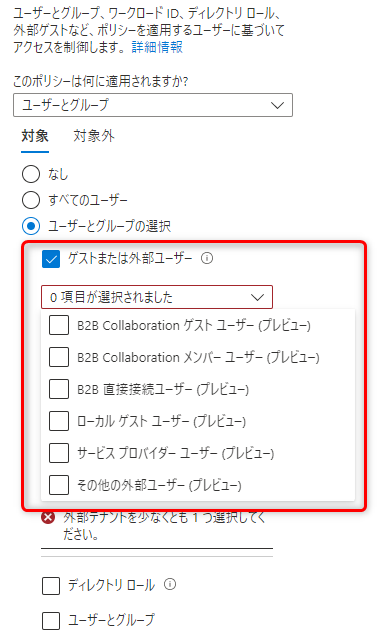 ユーザーとグループ、ワークロード ID、ディレクトリ ロール、
外部ゲストなど、ポリシーを適用するユーザーに基づいて
アクセスを制御します。 詳細情報
このポリシーは何に適用されますか?
ユーザーとグループ
対象 対象外
なし
すべてのユーザー
ユーザーとグループの選択
ゲストまたは外部ユーザー
0 項目が選択されました
B2B Collaboration ゲスト ユーザー (プレビュー)
B2B Collaboration メンバー ユーザー (プレビュー)
B2B 直接接続ユーザー (プレビュー)
ローカル ゲスト ユーザー (プレビュー)
サービス プロバイダー ユーザー (プレビュー)
その他の外部ユーザー (プレビュー)
外部テナントを少なくとも 1 つ選択してく
ださい。
ディレクトリ ロール
ユーザーとグループ